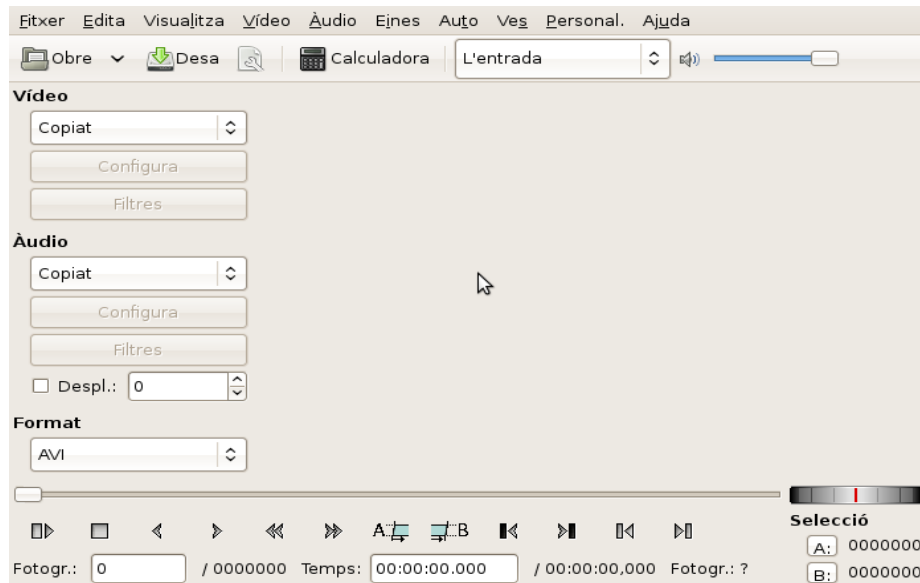 Fitxer Edita Visualitza Vídeo Àudio Eines Auto Ves Personal. Ajuda
Obre Desa Calculadora L'entrada
Vídeo
Copiat
Configura
Filtres
Àudio
Copiat
Configura
Filtres
Despl.: 0
Format
AVI
A B
Selecció
A: 0000000
Fotogr.: 0 / 0000000 Temps: 00:00:00.000 / 00:00:00,000 Fotogr.: ?
B: 0000000